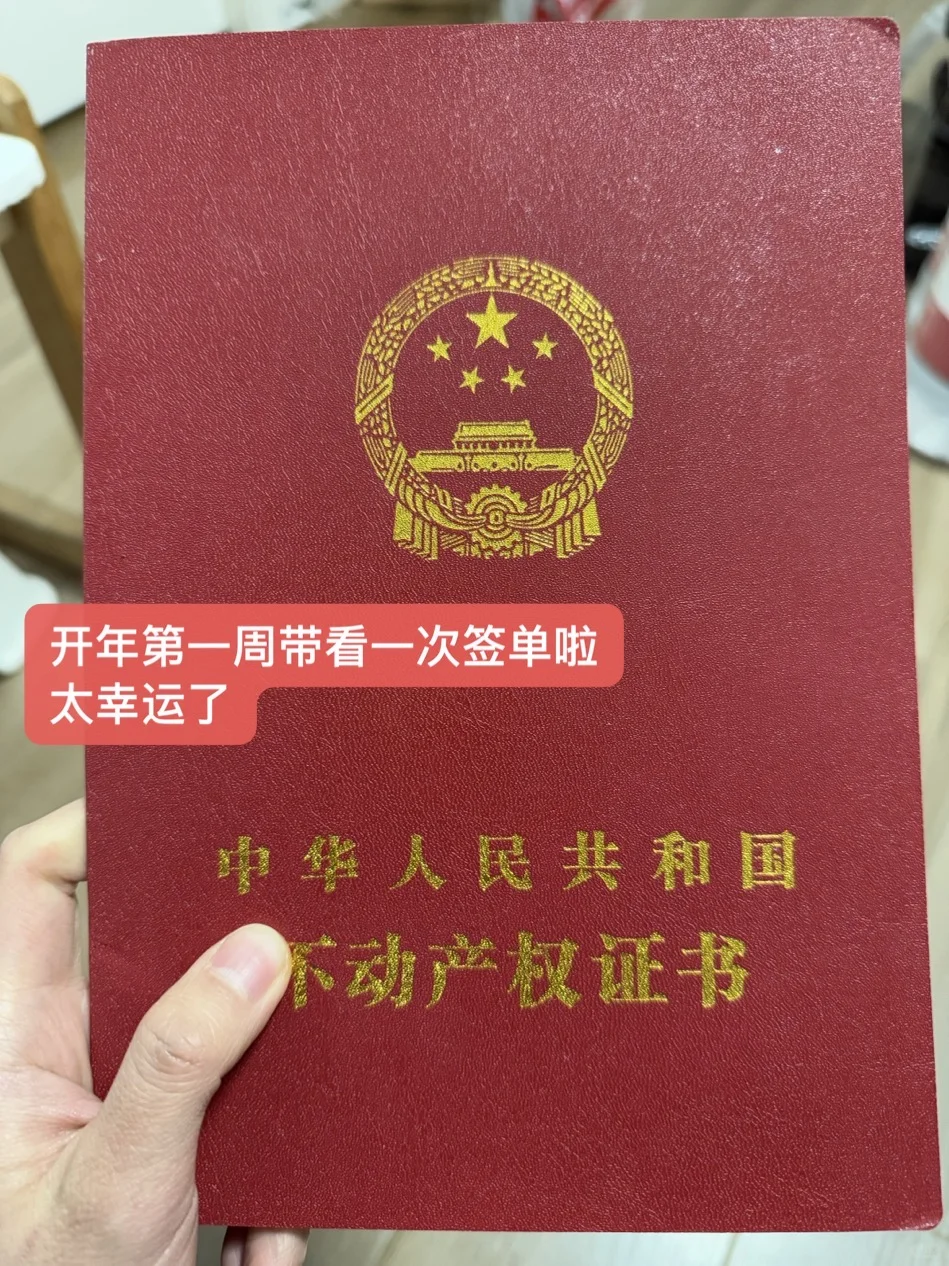 开年第一周带看一次签单啦
太幸运了
中华人民共和国
不动产权证书